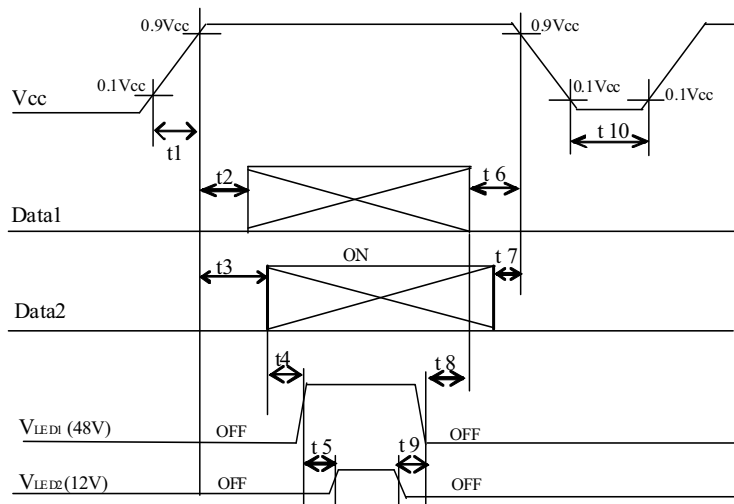 0.9Vcc
0.9Vcc
0.1Vcc
0.1Vcc
0.1Vcc
Vcc
t1
t 10
t2
t 6
Data1
t3
ON
t 7
Data2
t4
t 8
VLED1 (48V)
OFF
OFF
t 5
t 9
VLED2(12V)
OFF
OFF